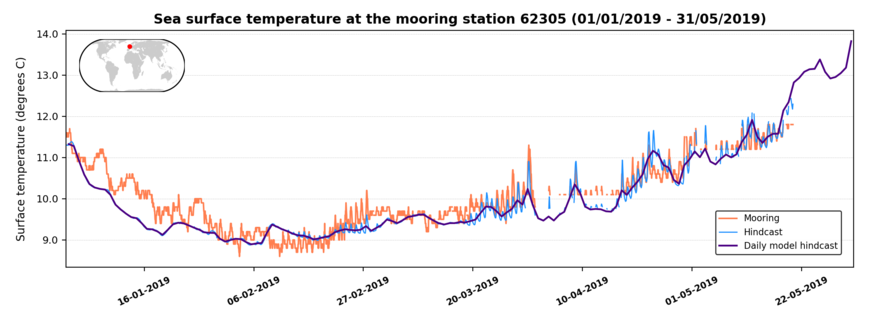 Sea surface temperature at the mooring station 62305 (01/01/2019 - 31/05/2019)
Surface temperature (degrees C)
14.0
13.0
12.0
11.0
10.0
9.0
Mooring
Hindcast
Daily model hindcast
16-01-2019
06-02-2019
27-02-2019
20-03-2019
10-04-2019
01-05-2019
22-05-2019